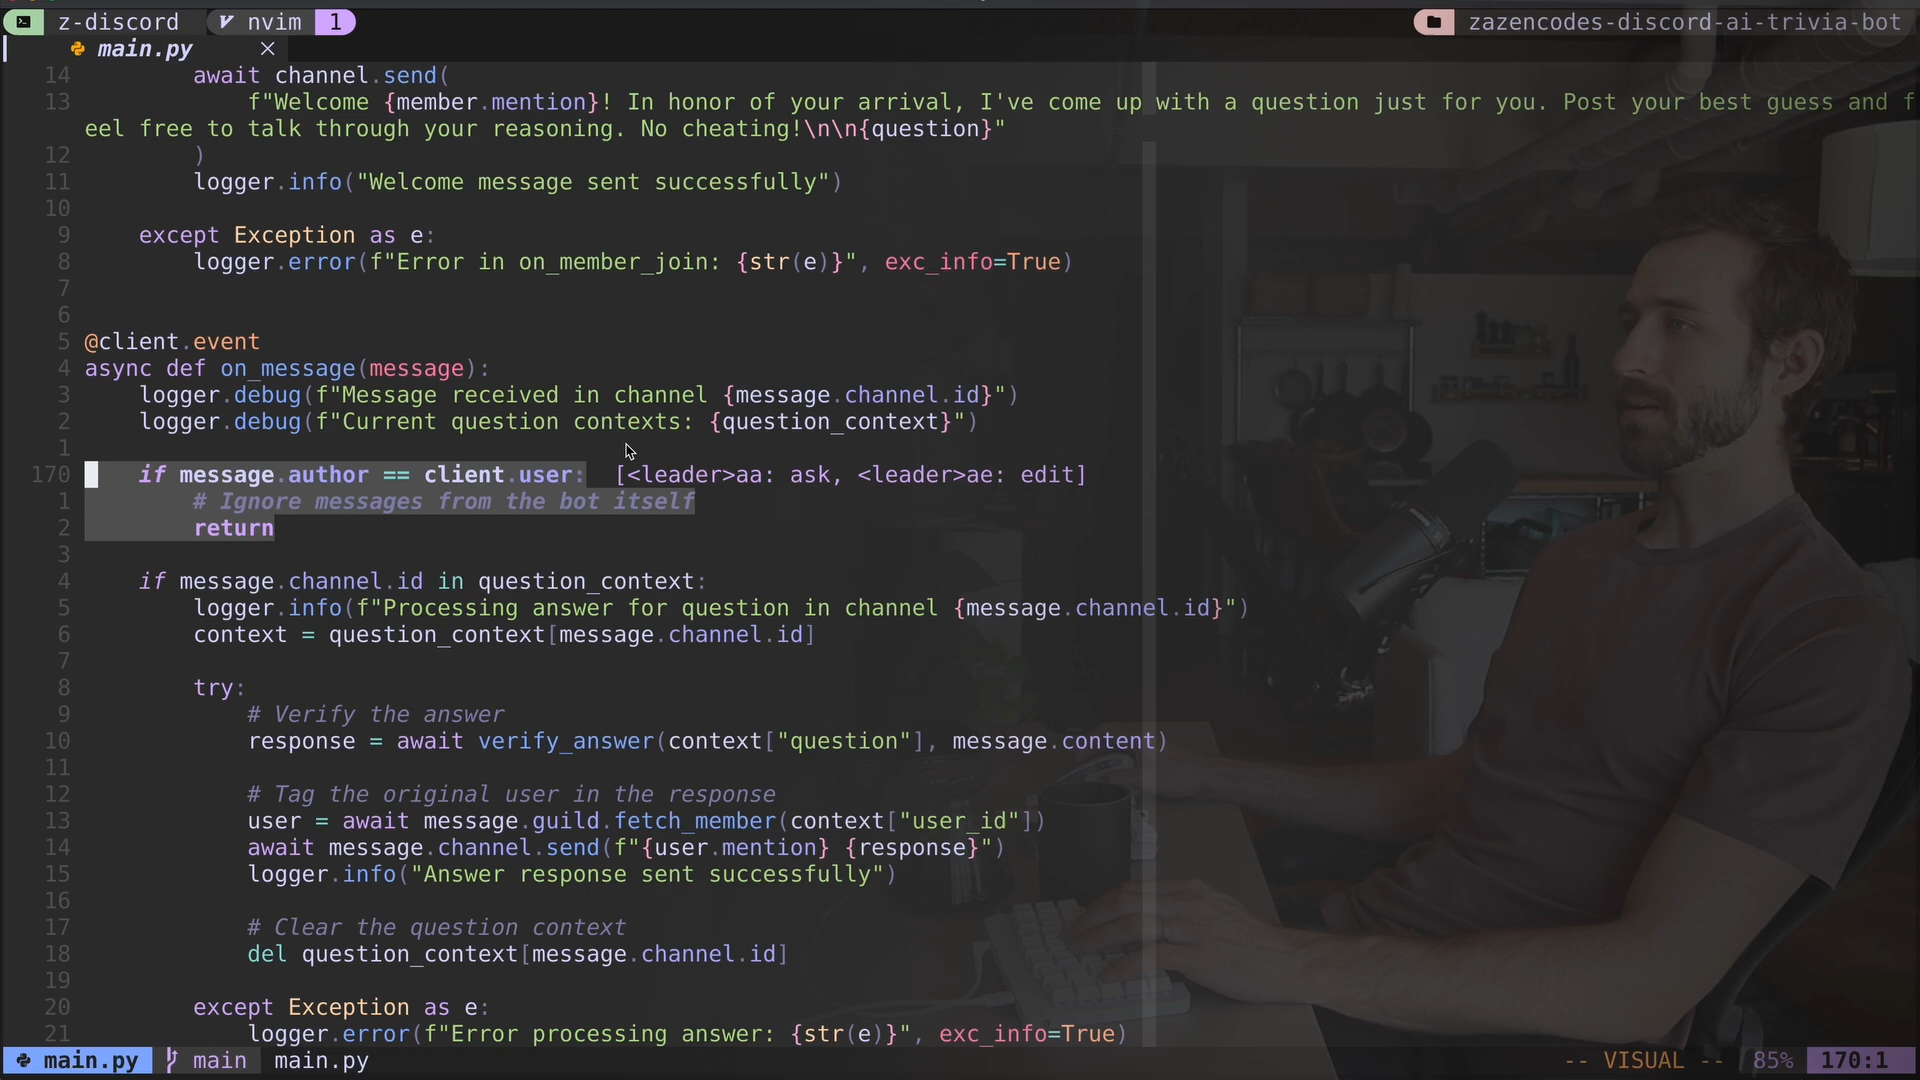 z-discord nvim 1 zazencodes-discord-ai-trivia-bot
main.py ×
14 await channel.send(
13 f"Welcome {member.mention}! In honor of your arrival, I've come up with a question just for you. Post your best guess and f
eel free to talk through your reasoning. No cheating!\n\n{question}"
12 )
11 logger.info("Welcome message sent successfully")
10
9 except Exception as e:
8 logger.error(f"Error in on_member_join: {str(e)}", exc_info=True)
7
6
5 @client.event
4 async def on_message(message):
3 logger.debug(f"Message received in channel {message.channel.id}")
2 logger.debug(f"Current question contexts: {question_context}")
1
170 if message.author == client.user: [<leader>aa: ask, <leader>ae: edit]
1 # Ignore messages from the bot itself
2 return
3
4 if message.channel.id in question_context:
5 logger.info(f"Processing answer for question in channel {message.channel.id}")
6 context = question_context[message.channel.id]
7
8 try:
9 # Verify the answer
10 response = await verify_answer(context["question"], message.content)
11
12 # Tag the original user in the response
13 user = await message.guild.fetch_member(context["user_id"])
14 await message.channel.send(f"{user.mention} {response}")
15 logger.info("Answer response sent successfully")
16
17 # Clear the question context
18 del question_context[message.channel.id]
19
20 except Exception as e:
21 logger.error(f"Error processing answer: {str(e)}", exc_info=True)
main.py main main.py -- VISUAL -- 85% 170:1